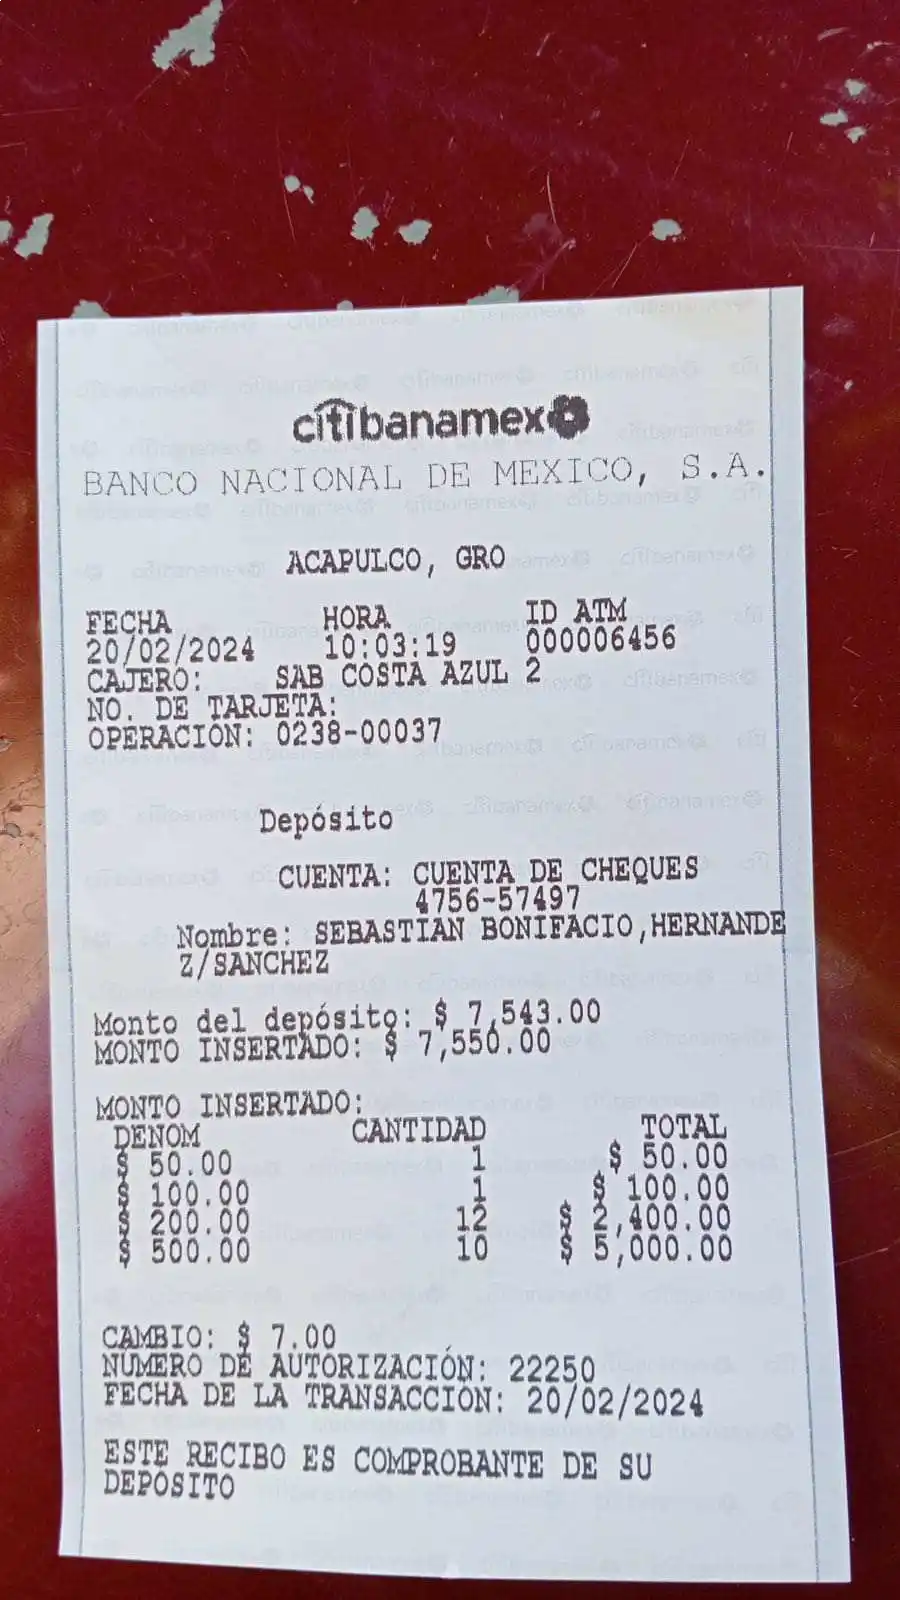 citibanamex
BANCO NACIONAL DE MEXICO, S.A.
ACAPULCO, GRO
FECHA HORA ID ATM
20/02/2024 10:03:19 000006456
CAJERO: SAB COSTA AZUL 2
NO. DE TARJETA:
OPERACION: 0238-00037
Depósito
CUENTA: CUENTA DE CHEQUES
4756-57497
Nombre: SEBASTIAN BONIFACIO,HERNANDE
Z/SANCHEZ
Monto del depósito: $ 7,543.00
MONTO INSERTADO: $ 7,550.00
MONTO INSERTADO:
DENOM CANTIDAD TOTAL
$ 50.00 1 $ 50.00
$ 100.00 1 $ 100.00
$ 200.00 12 $ 2,400.00
$ 500.00 10 $ 5,000.00
CAMBIO: $ 7.00
NUMERO DE AUTORIZACIÓN: 22250
FECHA DE LA TRANSACCIÓN: 20/02/2024
ESTE RECIBO ES COMPROBANTE DE SU
DEPÓSITO